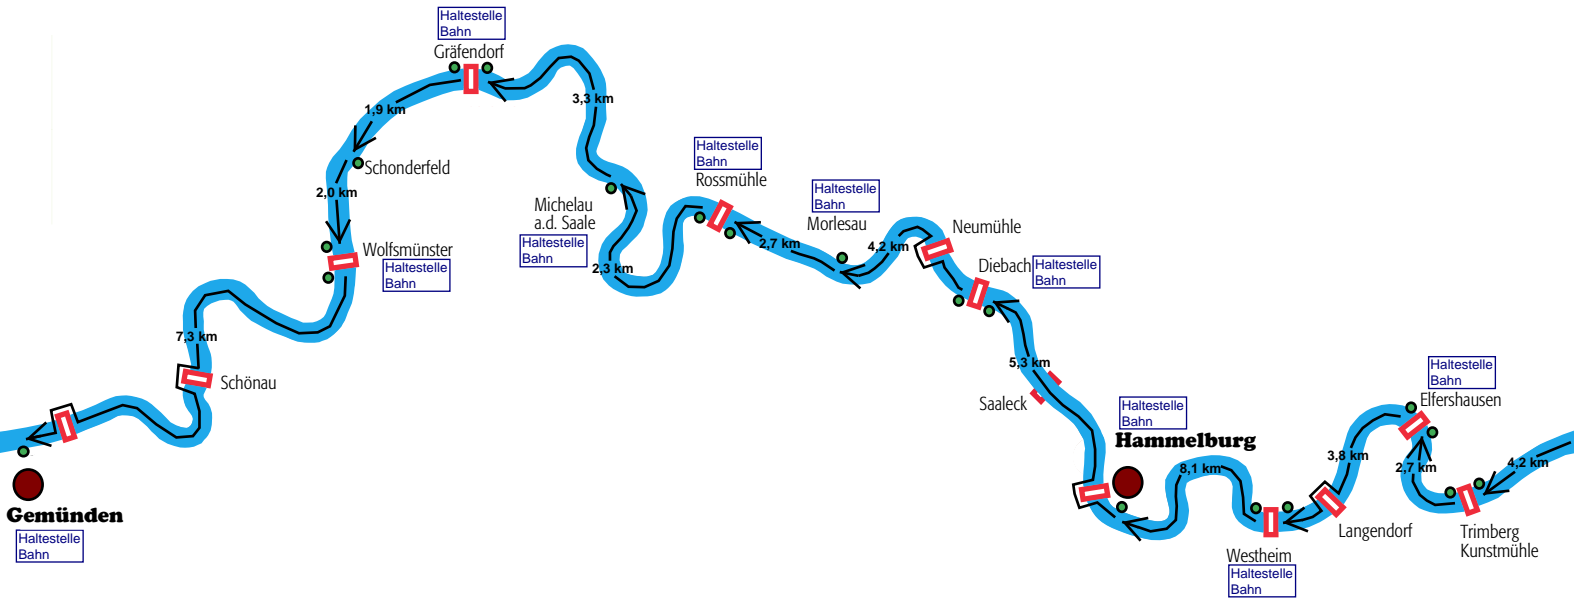 Haltestelle
Bahn
Gräfendorf
1,9 km
3,3 km
Schonderfeld
2,0 km
Wolfsmünster
Haltestelle
Bahn
7,3 km
Schönau
Gemünden
Haltestelle
Bahn
Michelau
a.d. Saale
Haltestelle
Bahn
2,3 km
Haltestelle
Bahn
Rossmühle
2,7 km
Haltestelle
Bahn
Morlesau
4,2 km
Neumühle
Diebach
Haltestelle
Bahn
5,3 km
Saaleck
Haltestelle
Bahn
Hammelburg
8,1 km
Westheim
Haltestelle
Bahn
Langendorf
3,8 km
Haltestelle
Bahn
Elfershausen
2,7 km
4,2 km
Trimberg
Kunstmühle